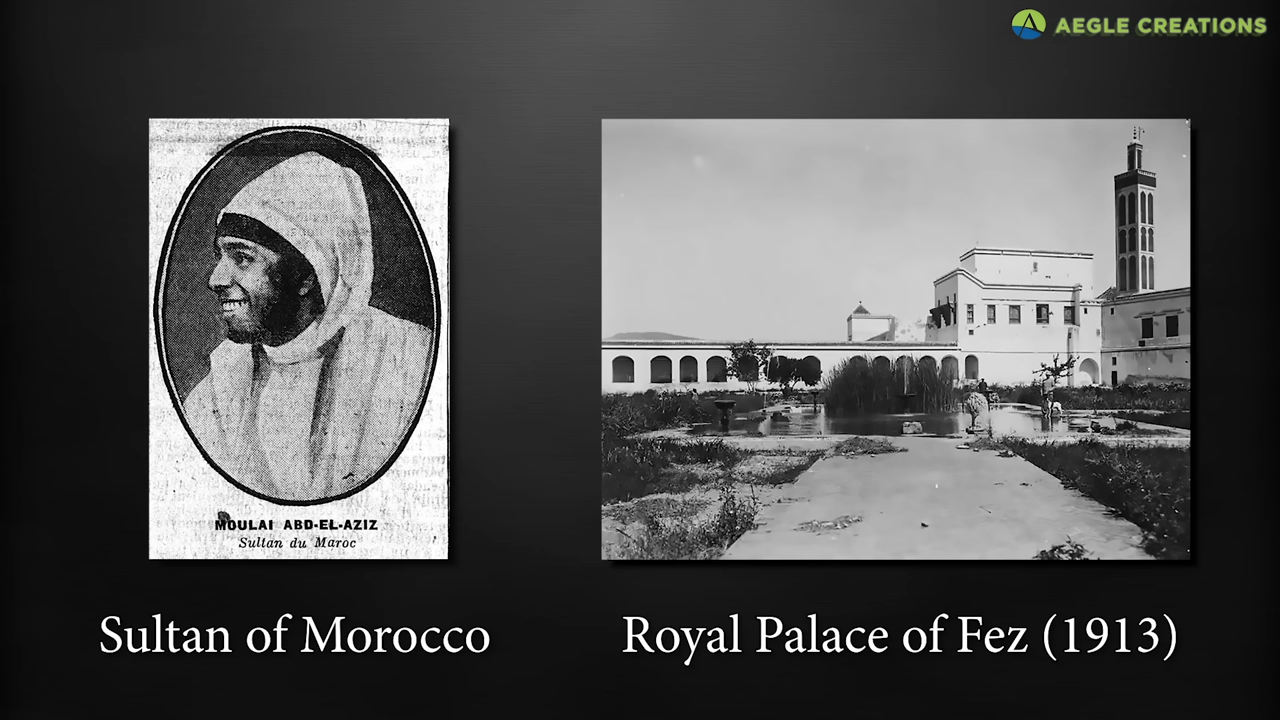 AEGLE CREATIONS
MOULAI ABD-EL-AZIZ
Sultan du Maroc
Sultan of Morocco
Royal Palace of Fez (1913)